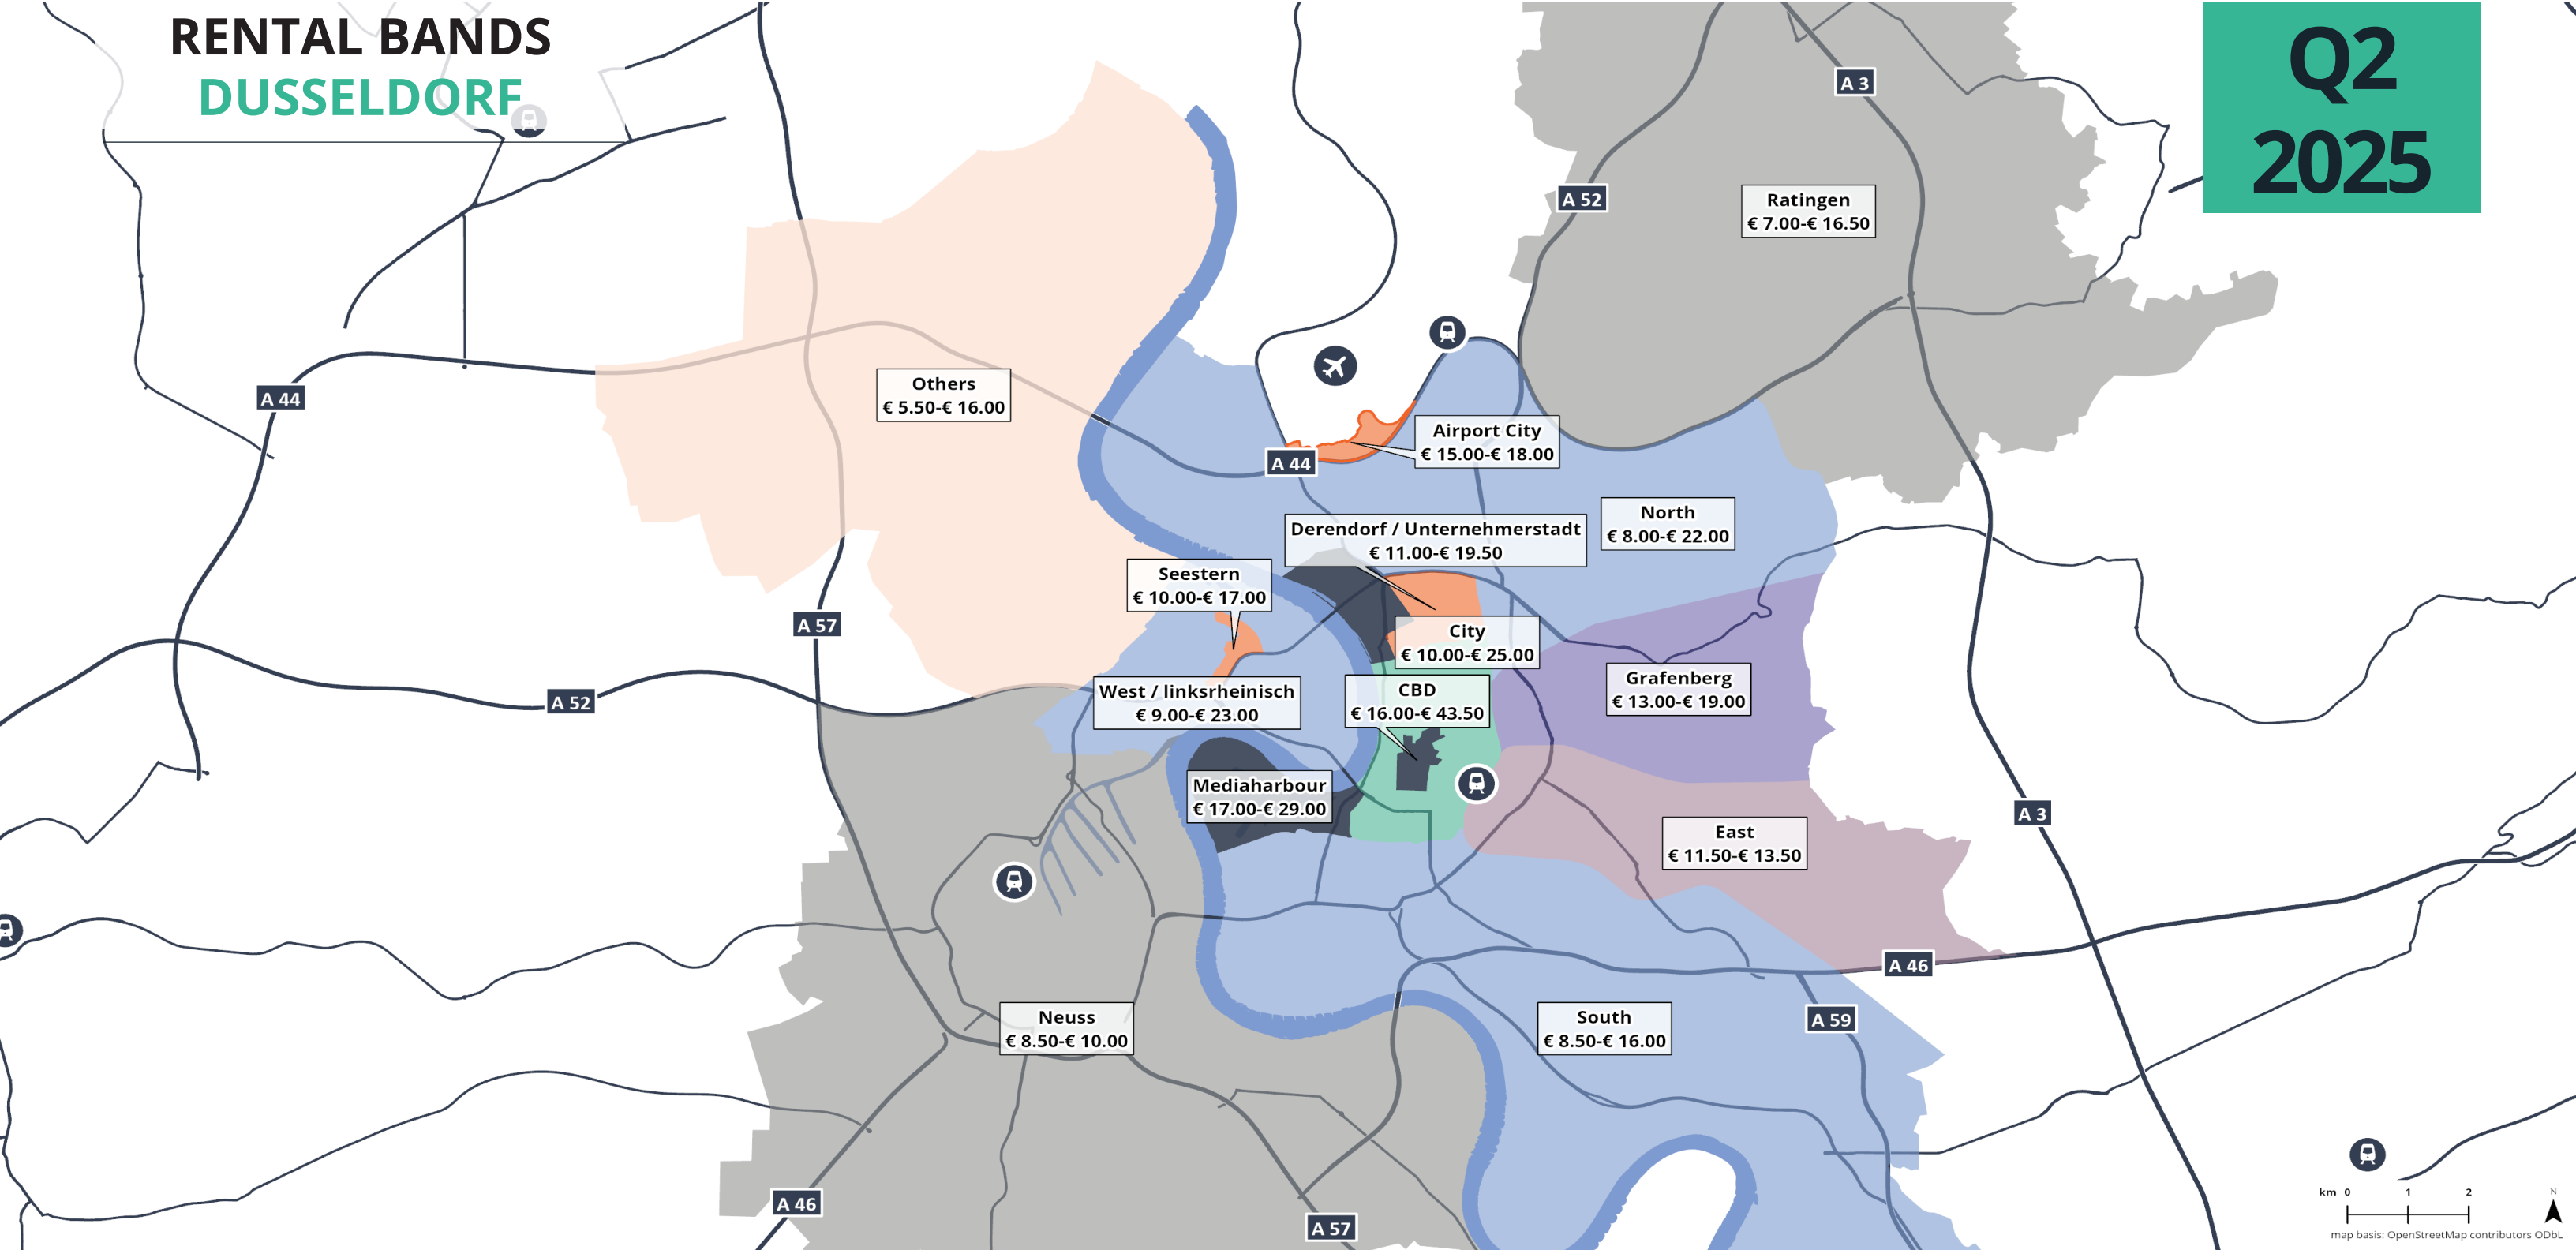 RENTAL BANDS
DUSSELDORF
Q2
2025
A 3
A 52
Ratingen
€ 7.00-€ 16.50
A 44
Others
€ 5.50-€ 16.00
Airport City
€ 15.00-€ 18.00
A 44
North
€ 8.00-€ 22.00
Derendorf / Unternehmerstadt
€ 11.00-€ 19.50
Seestern
€ 10.00-€ 17.00
A 57
City
€ 10.00-€ 25.00
Grafenberg
€ 13.00-€ 19.00
A 52
West / linksrheinisch
€ 9.00-€ 23.00
CBD
€ 16.00-€ 43.50
Mediaharbour
€ 17.00-€ 29.00
A 3
East
€ 11.50-€ 13.50
A 46
Neuss
€ 8.50-€ 10.00
South
€ 8.50-€ 16.00
A 59
A 46
A 57
km 0 1 2
N
map basis: OpenStreetMap contributors ODbL